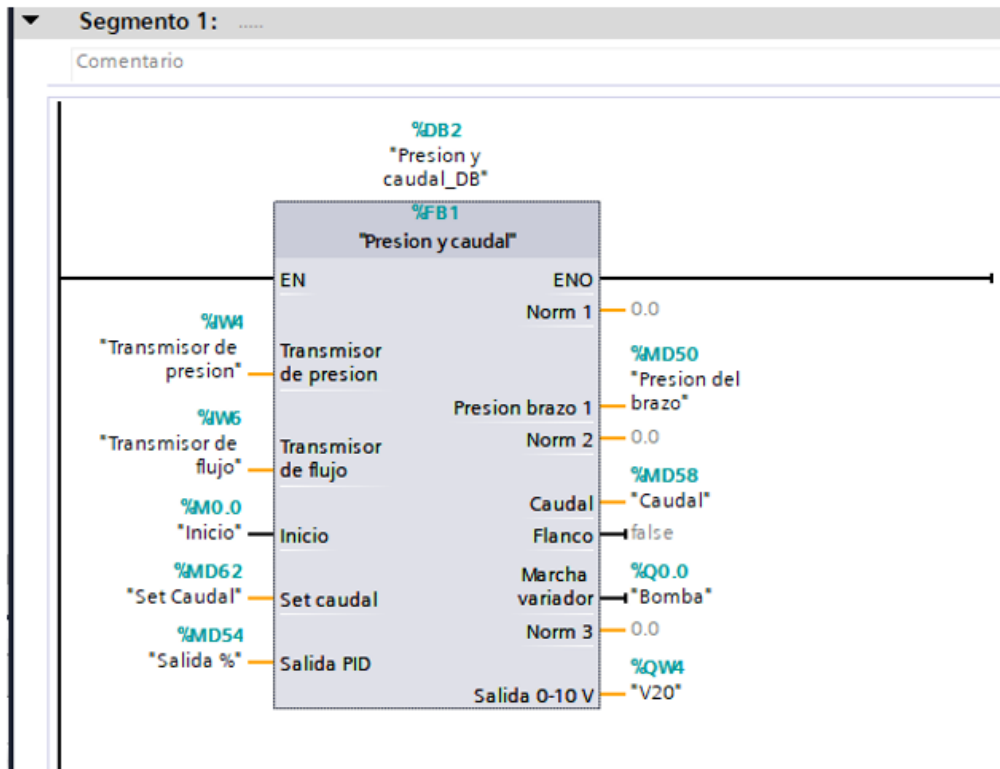 Segmento 1: .....
Comentario
%DB2
"Presion y
caudal_DB"
%FB1
"Presion y caudal"
EN
ENO
Norm 1
0.0
%IW4
"Transmisor de
presion"
Transmisor
de presion
%MD50
"Presion del
brazo"
Presion brazo 1
Norm 2
0.0
%IW6
"Transmisor de
flujo"
Transmisor
de flujo
%MD58
"Caudal"
Caudal
%M0.0
"Inicio"
Inicio
Flanco
false
%MD62
"Set Caudal"
Set caudal
Marcha
variador
%Q0.0
"Bomba"
Norm 3
0.0
%MD54
"Salida %"
Salida PID
Salida 0-10 V
%QW4
"V20"